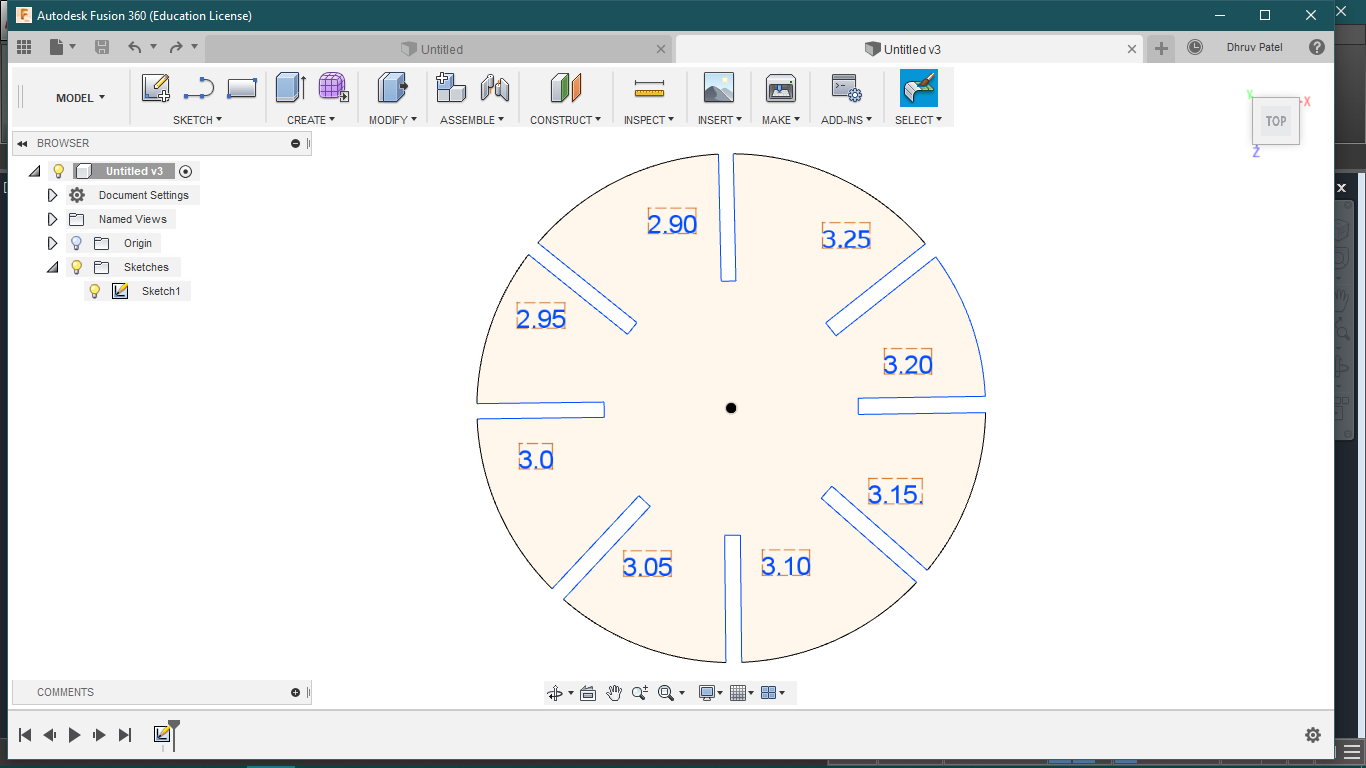 Autodesk Fusion 360 (Education License)
Untitled
Untitled v3
Dhruv Patel
MODEL
SKETCH
CREATE
MODIFY
ASSEMBLE
CONSTRUCT
INSPECT
INSERT
MAKE
ADD-INS
SELECT
Y
X
TOP
Z
BROWSER
Untitled v3
Document Settings
Named Views
Origin
Sketches
Sketch1
2.90
3.25
2.95
3.20
3.0
3.15.
3.05
3.10
COMMENTS